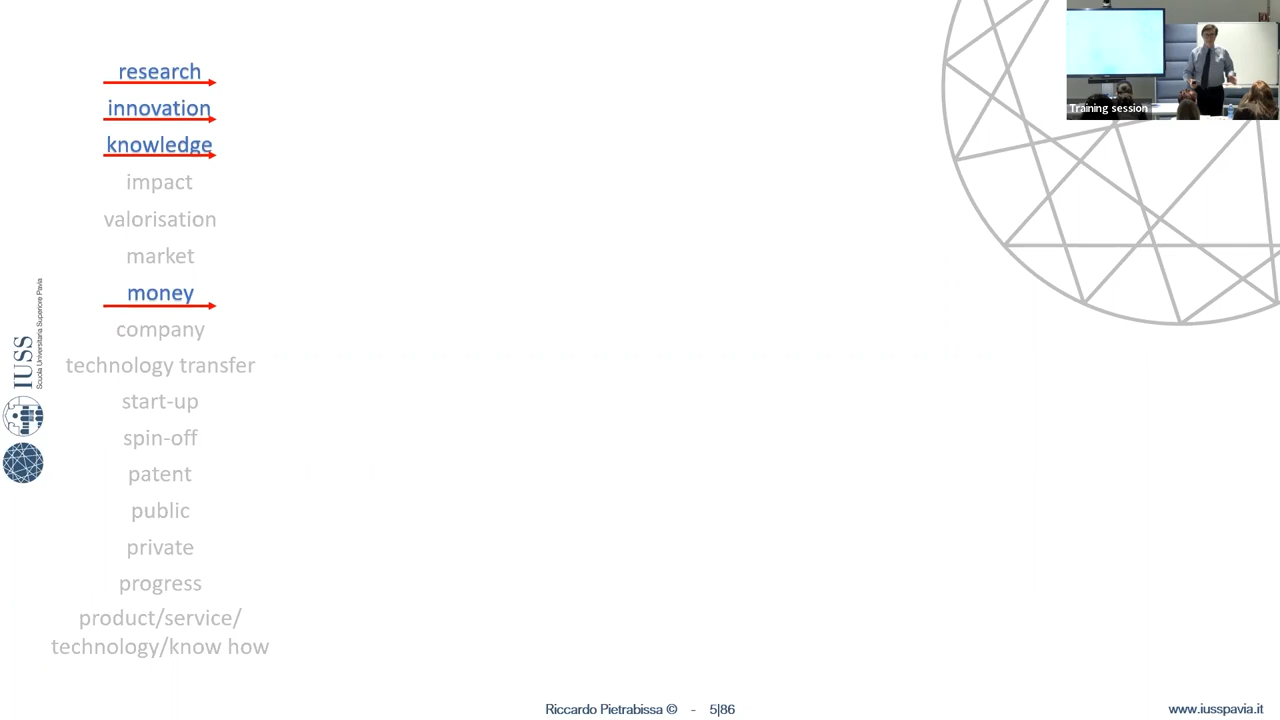 research
innovation
knowledge
impact
valorisation
market
money
company
technology transfer
start-up
spin-off
patent
public
private
progress
product/service/
technology/know how
IUSS
Scuola Universitaria Superiore Pavia
Training session
Riccardo Pietrabissa © - 5|86
www.iusspavia.it